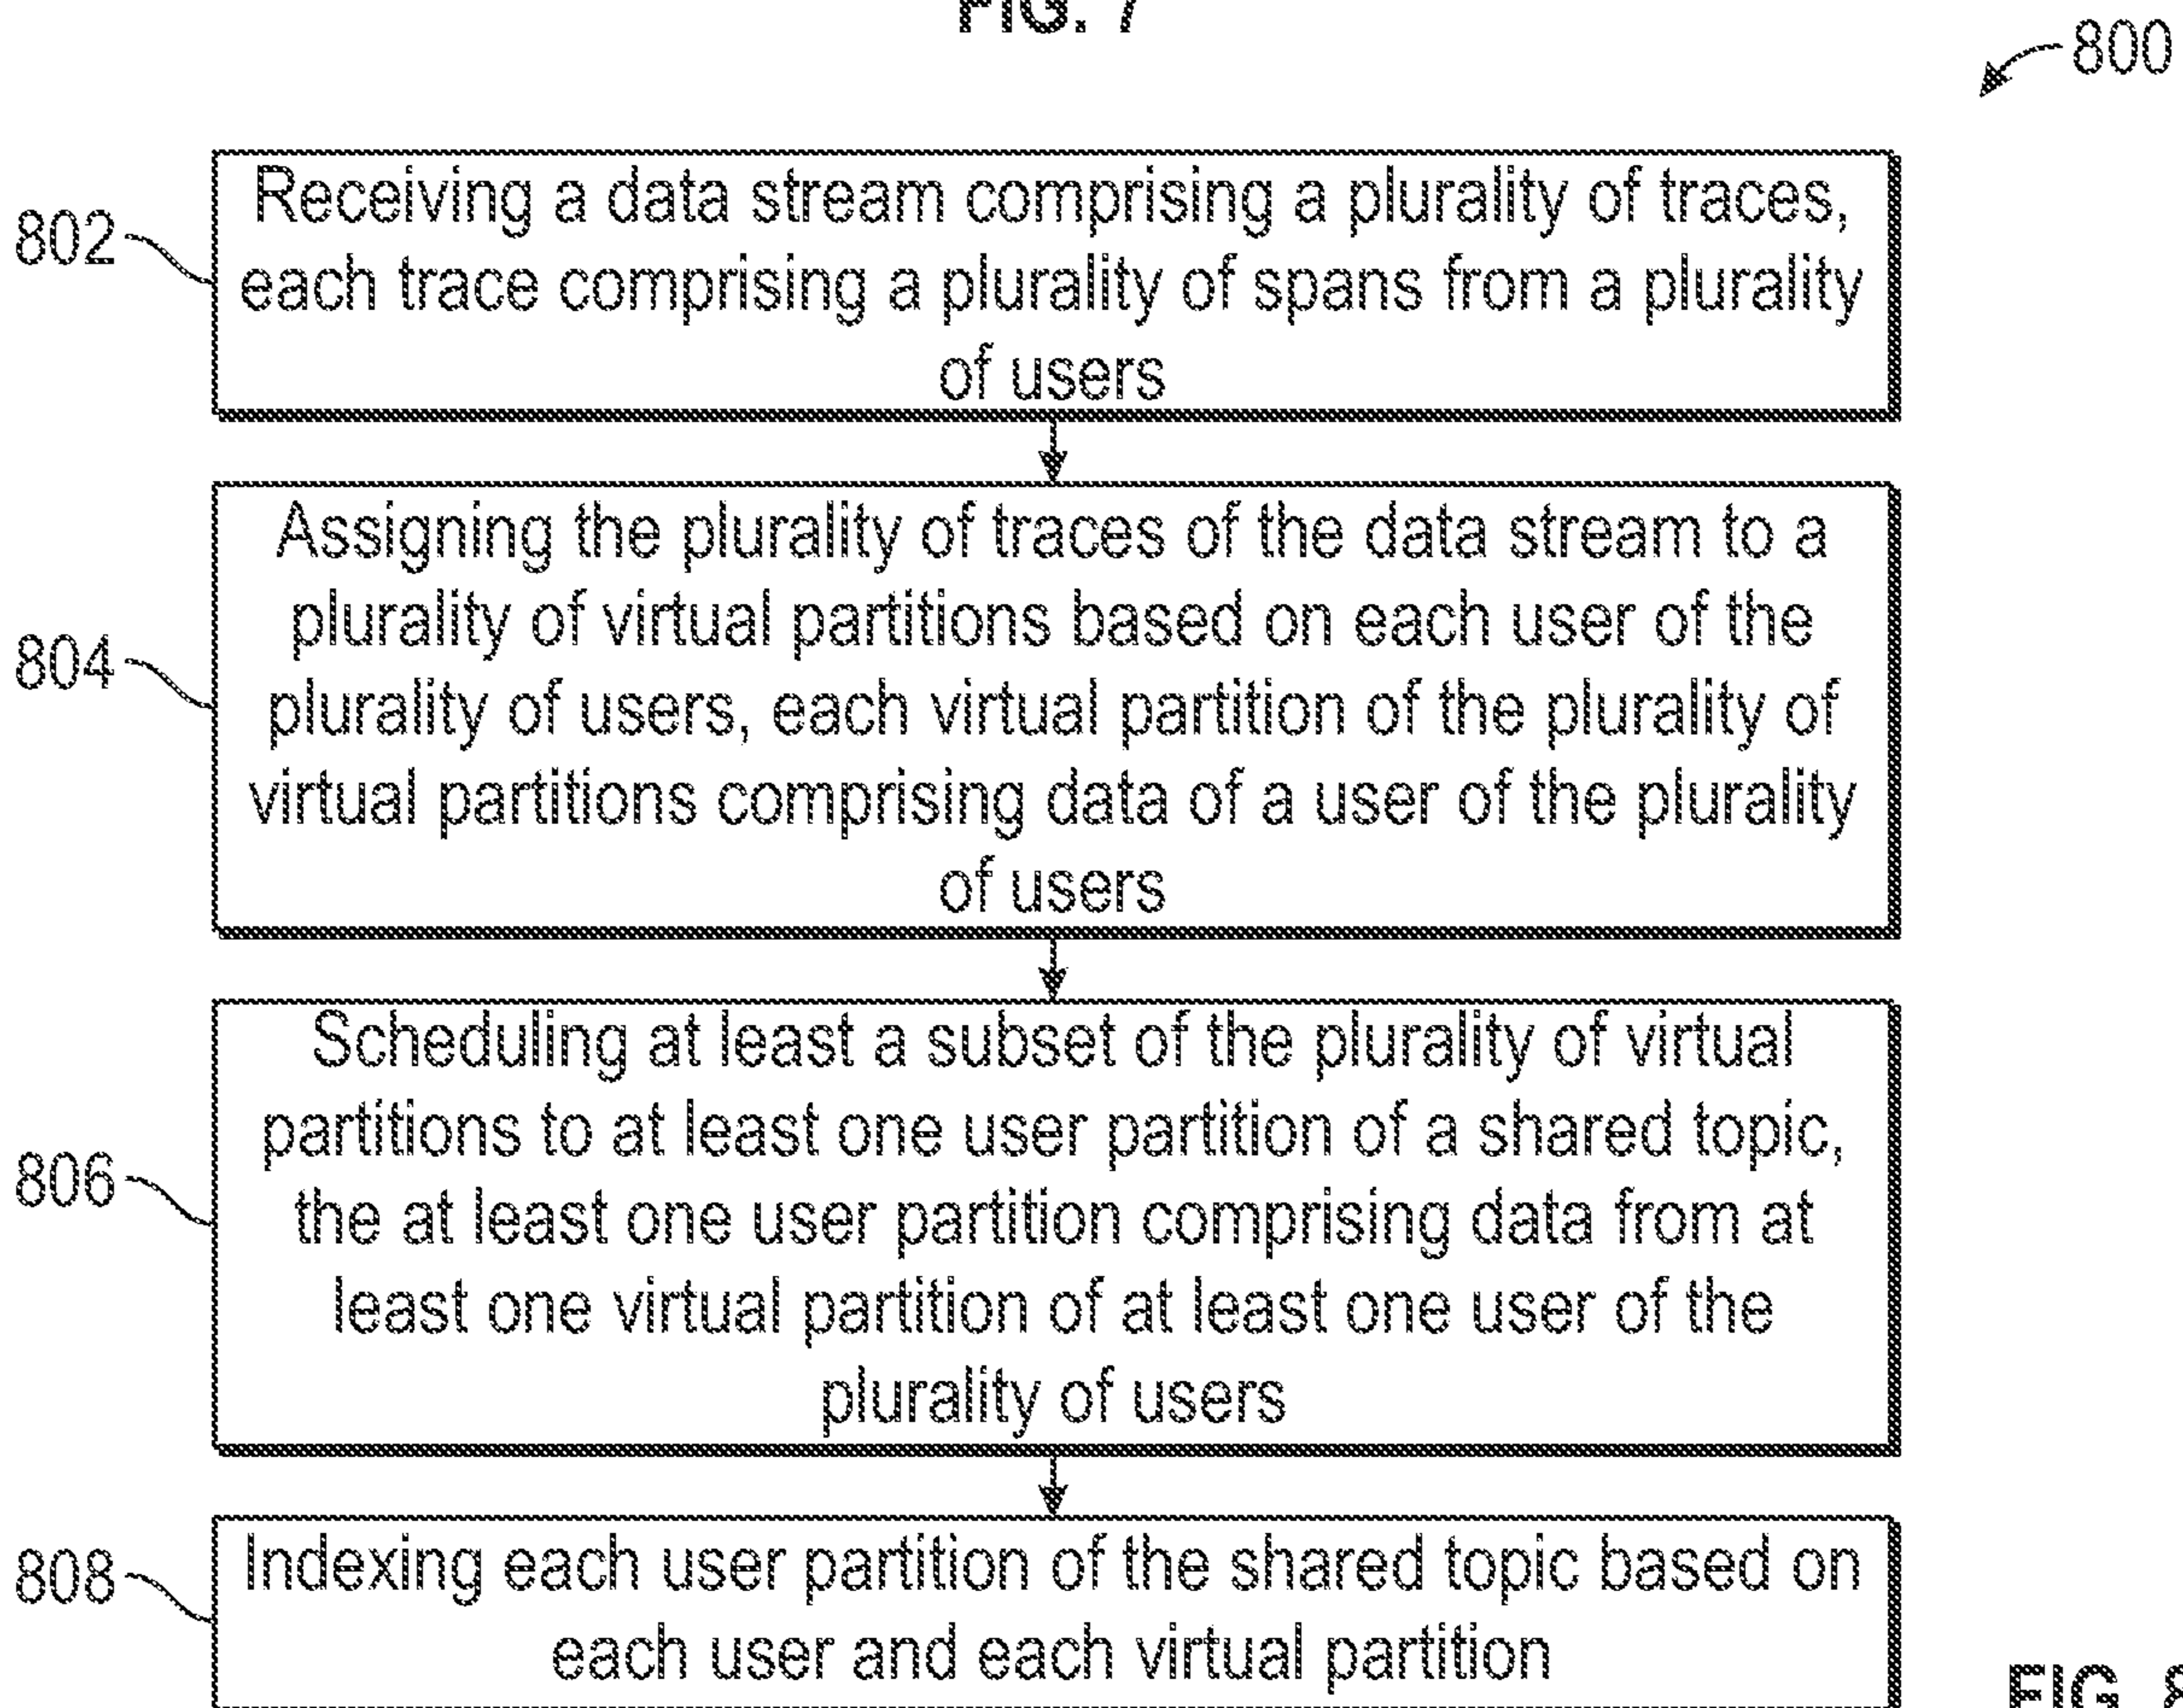 FIG. 7
800
802
Receiving a data stream comprising a plurality of traces,
each trace comprising a plurality of spans from a plurality
of users
804
Assigning the plurality of traces of the data stream to a
plurality of virtual partitions based on each user of the
plurality of users, each virtual partition of the plurality of
virtual partitions comprising data of a user of the plurality
of users
806
Scheduling at least a subset of the plurality of virtual
partitions to at least one user partition of a shared topic,
the at least one user partition comprising data from at
least one virtual partition of at least one user of the
plurality of users
808
Indexing each user partition of the shared topic based on
each user and each virtual partition
FIG. 8